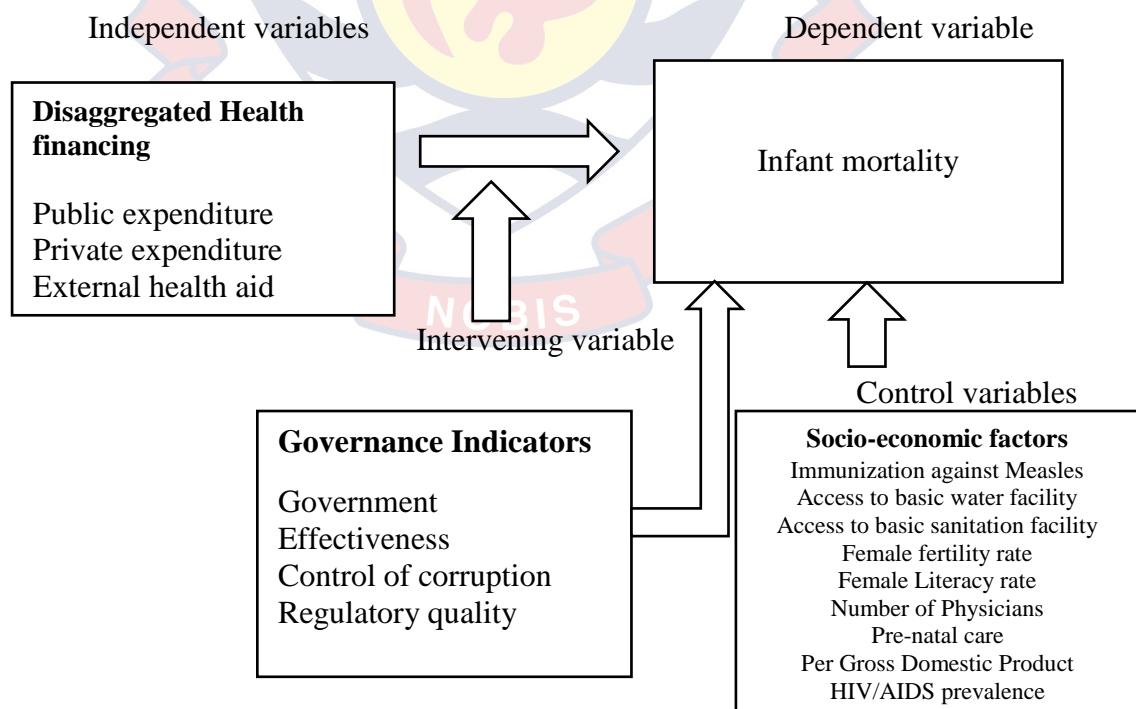 Independent variables
Dependent variable
Disaggregated Health
financing
Public expenditure
Private expenditure
External health aid
Infant mortality
NOBIS
Intervening variable
Control variables
Governance Indicators
Government
Effectiveness
Control of corruption
Regulatory quality
Socio-economic factors
Immunization against Measles
Access to basic water facility
Access to basic sanitation facility
Female fertility rate
Female Literacy rate
Number of Physicians
Pre-natal care
Per Gross Domestic Product
HIV/AIDS prevalence